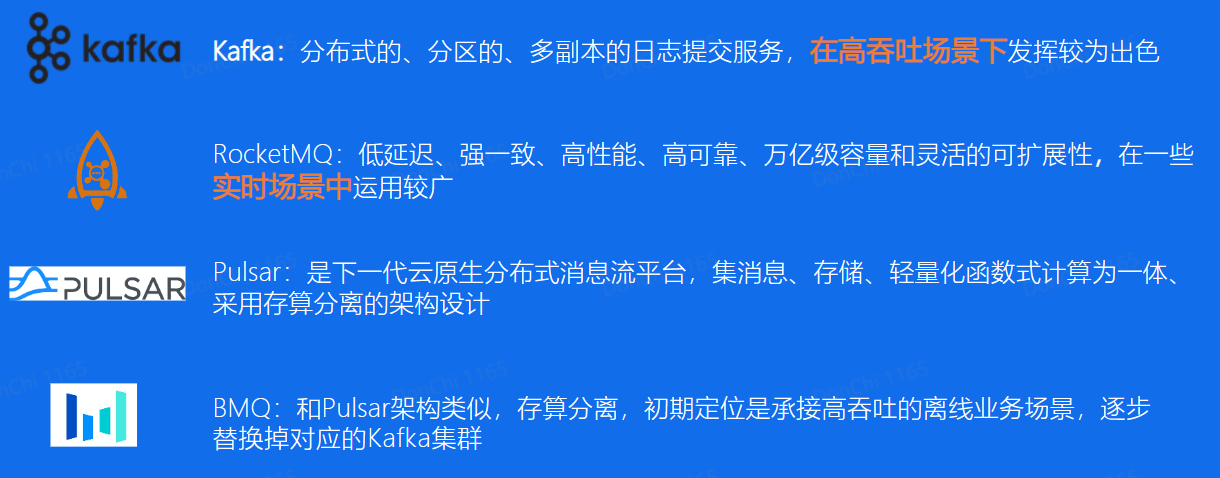 kafka
Kafka：分布式的、分区的、多副本的日志提交服务，在高吞吐场景下发挥较为出色
RocketMQ：低延迟、强一致、高性能、高可靠、万亿级容量和灵活的可扩展性，在一些
实时场景中运用较广
PULSAR
Pulsar：是下一代云原生分布式消息流平台，集消息、存储、轻量化函数式计算为一体、
采用存算分离的架构设计
BMQ：和Pulsar架构类似，存算分离，初期定位是承接高吞吐的离线业务场景，逐步
替换掉对应的Kafka集群
DonChi 1165